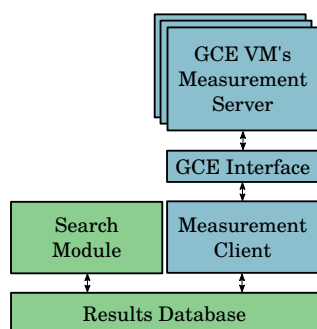 GCE VM's
Measurement
Server
GCE Interface
Search
Module
Measurement
Client
Results Database